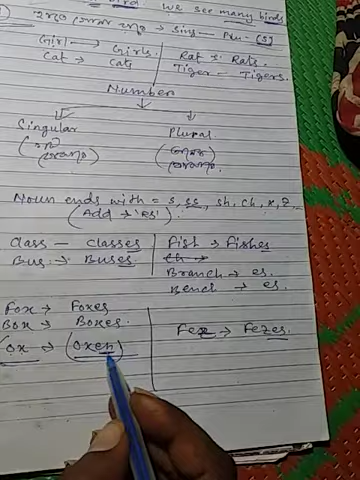 bird we see many birds
Sing — Plu - (S)
Girl → Girls. Rat : Rats.
Cat → Cats Tiger — Tigers.
Number
Singular Plural
Noun ends with = s, ss, sh, ch, x, z
(Add → 'es').
Class — Classes Fish → Fishes
Bus → Buses Ch →
Branch → es.
Bench → es.
Fox → Foxes
Box → Boxes. Fez → Fezes.
Ox → (Oxen)